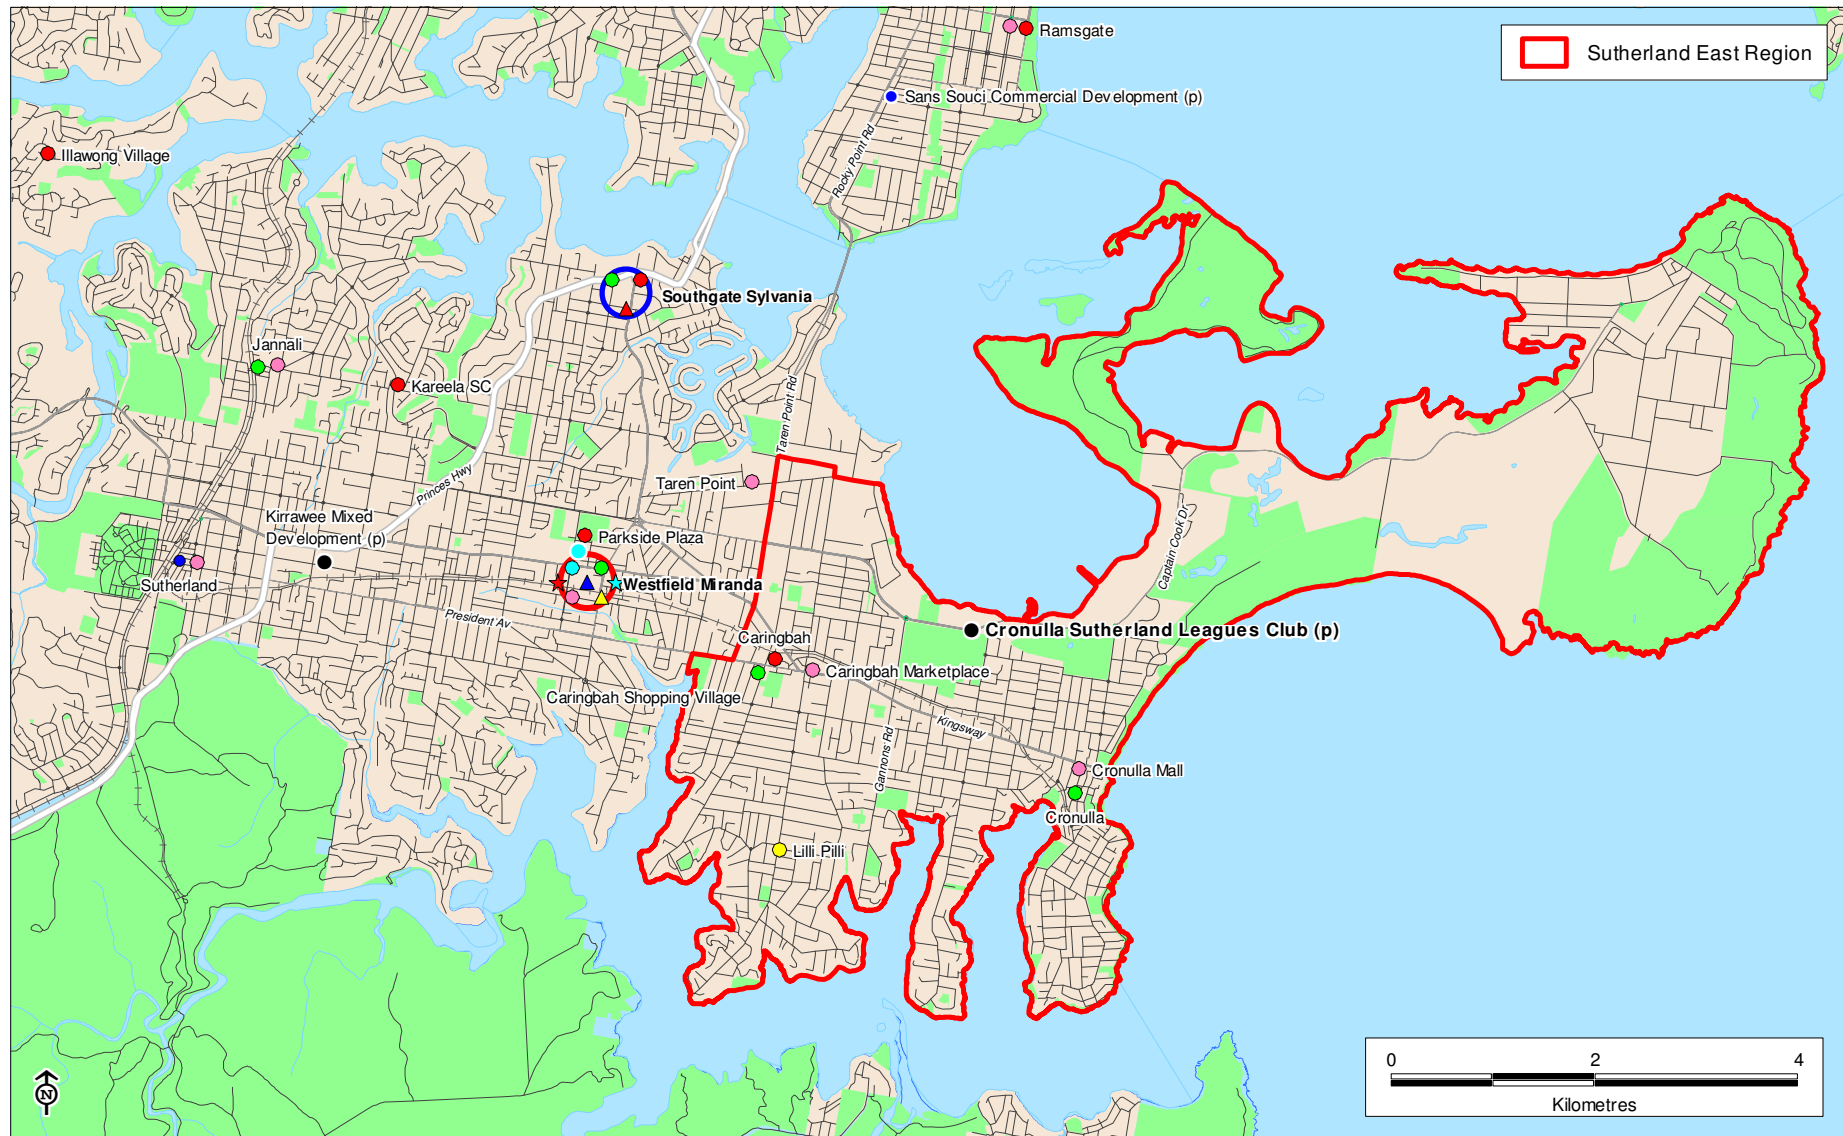 Ramsgate
Sutherland East Region
Sans Souci Commercial Development (p)
Rocky Point Rd
Illawong Village
Southgate Sylvania
Jannali
Kareela SC
Taren Point Rd
Princes Hwy
Taren Point
Kirrawee Mixed
Development (p)
Parkside Plaza
Captain Cook Dr
Sutherland
Westfield Miranda
President Av
Cronulla Sutherland Leagues Club (p)
Caringbah
Caringbah Marketplace
Caringbah Shopping Village
Kingsway
Gannons Rd
Cronulla Mall
Cronulla
Lilli Pilli
0 2 4
Kilometres
N